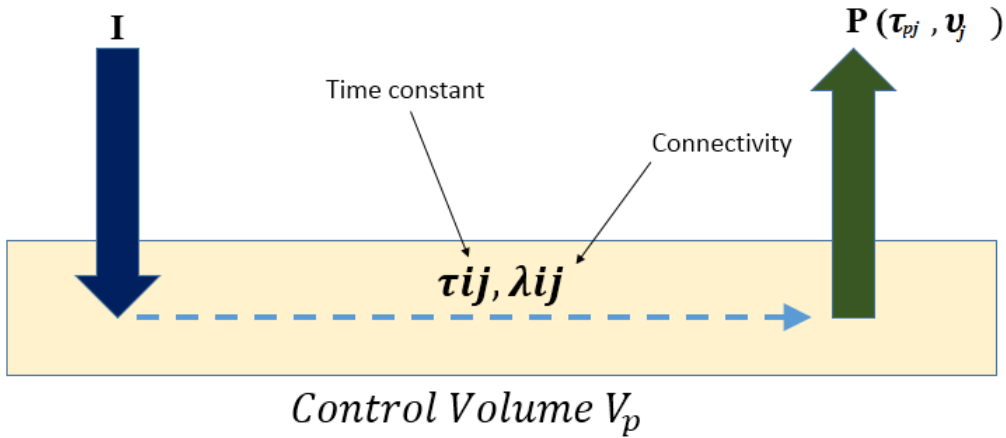 I
P (τpj , υj )
Time constant
Connectivity
τij, λij
Control Volume Vp